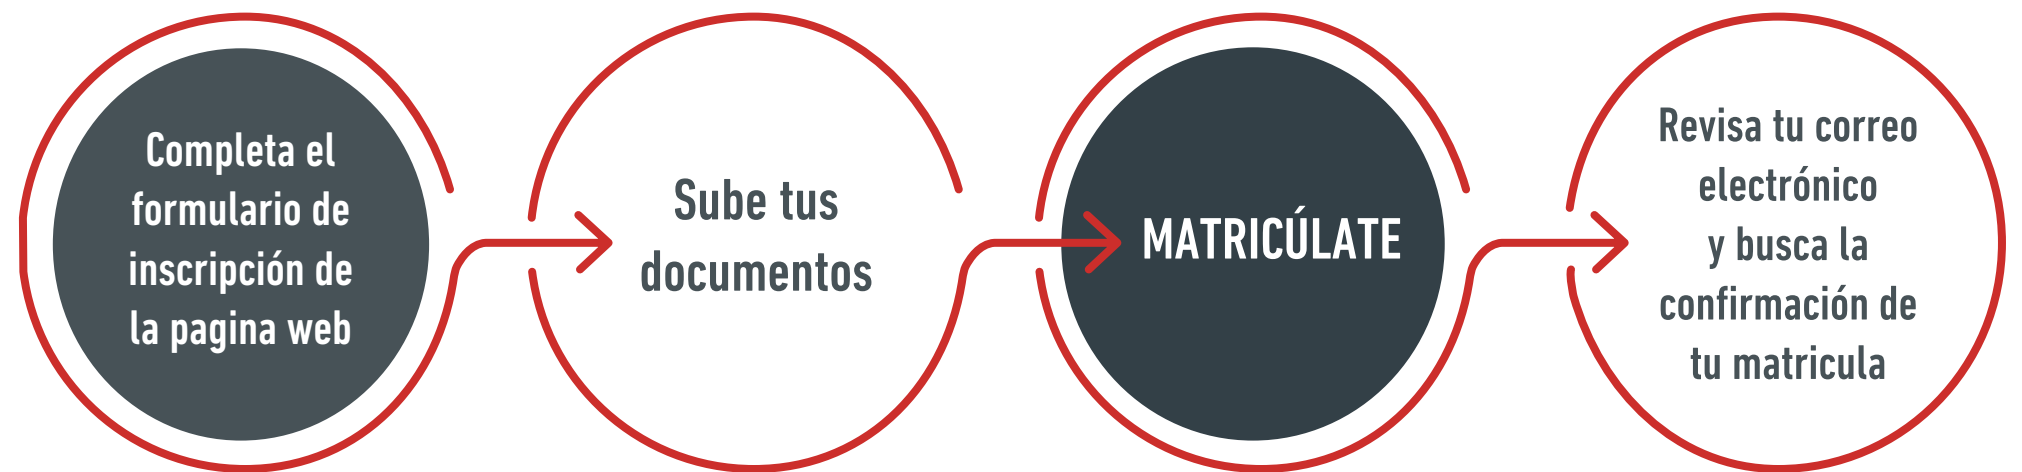 Completa el
formulario de
inscripción de
la pagina web
Sube tus
documentos
MATRICÚLATE
Revisa tu correo
electrónico
y busca la
confirmación de
tu matricula